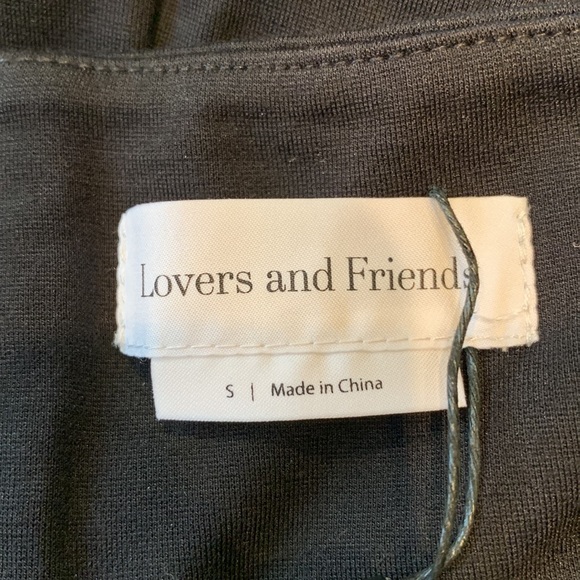 Lovers and Friends
S | Made in China